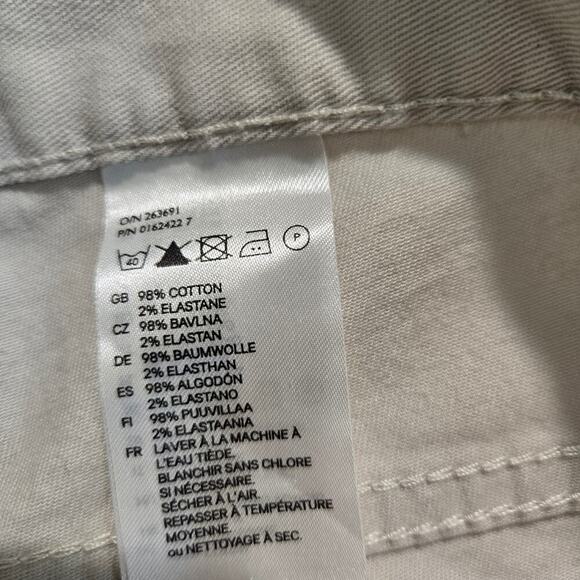 O/N 263691
P/N 0162422 7
40 P
GB 98% COTTON
2% ELASTANE
CZ 98% BAVLNA
2% ELASTAN
DE 98% BAUMWOLLE
2% ELASTHAN
ES 98% ALGODÓN
2% ELASTANO
FI 98% PUUVILLAA
2% ELASTAANIA
FR LAVER À LA MACHINE À
L'EAU TIÈDE.
BLANCHIR SANS CHLORE
SI NÉCESSAIRE.
SÉCHER À L'AIR.
REPASSER À TEMPÉRATURE
MOYENNE.
ou NETTOYAGE À SEC.